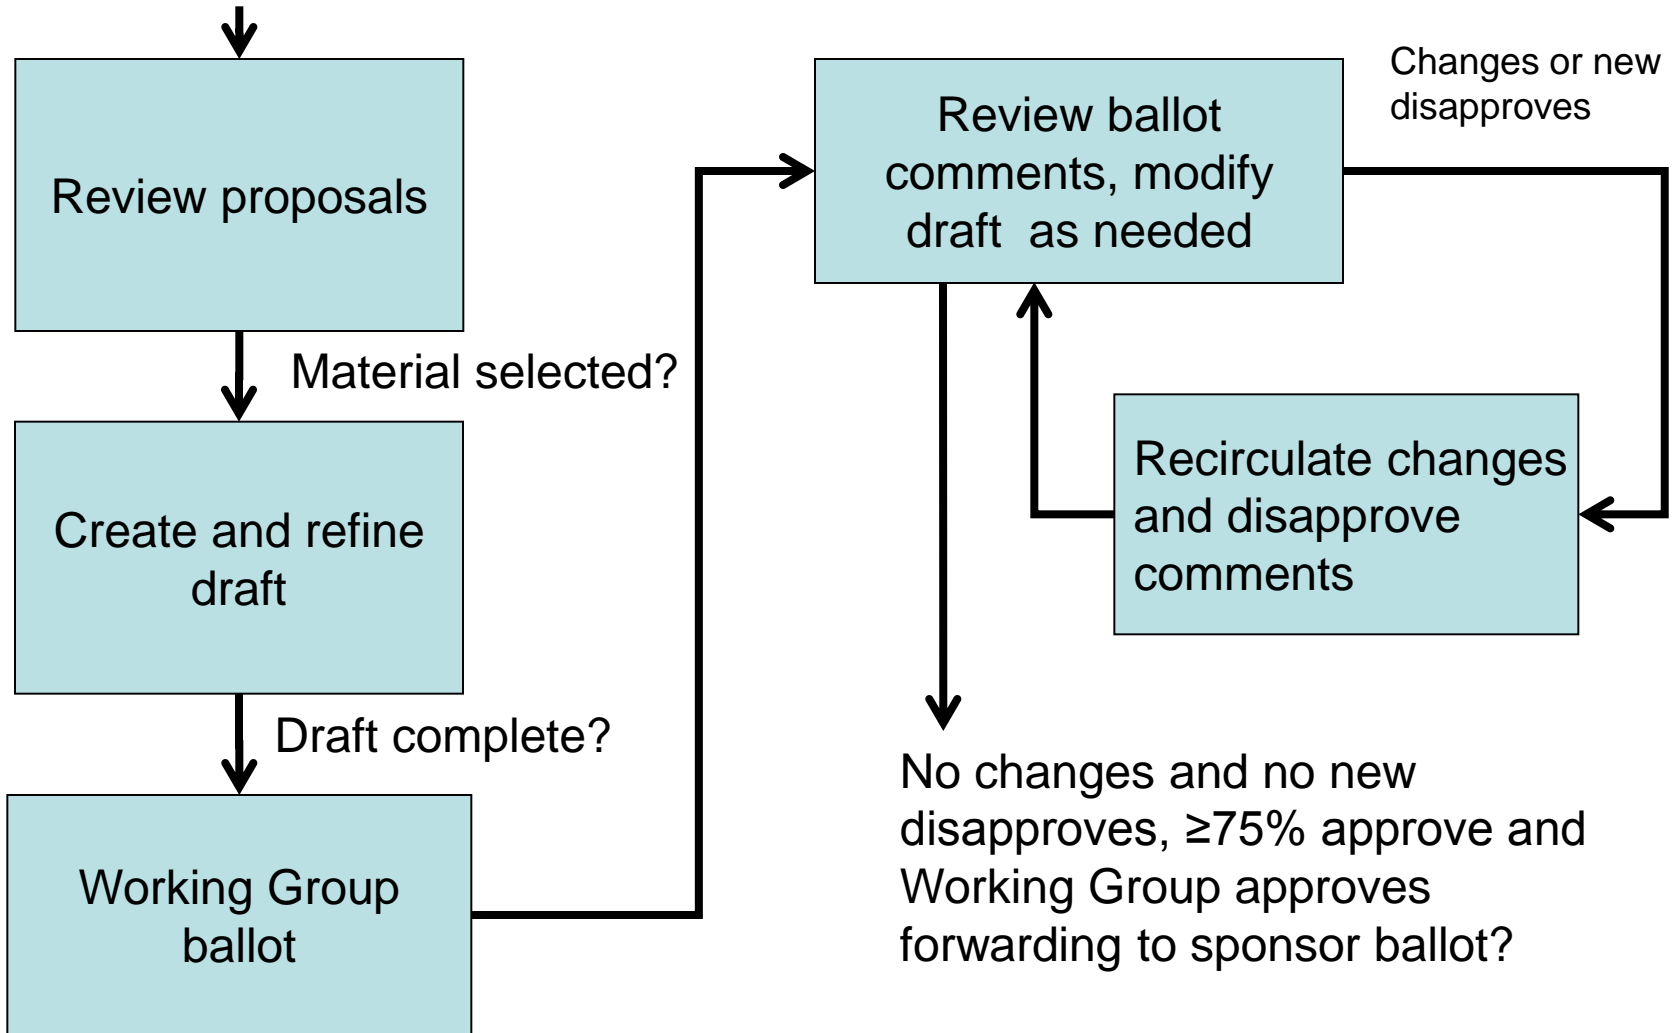 Review proposals
Material selected?
Create and refine
draft
Draft complete?
Working Group
ballot
Review ballot
comments, modify
draft  as needed
Changes or new
disapproves
Recirculate changes
and disapprove
comments
No changes and no new
disapproves, ≥75% approve and
Working Group approves
forwarding to sponsor ballot?